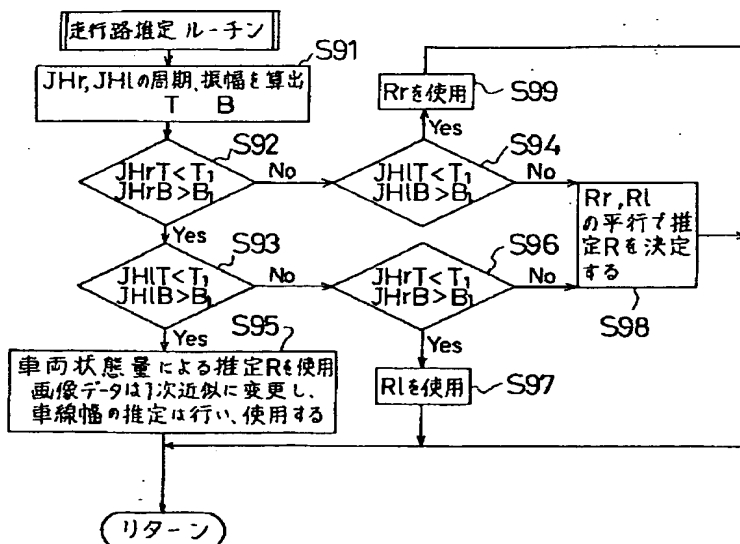 走行路推定 ルーチン
S91
JHr,JHlの周期、振幅を算出
T B
S92
JHrT<T₁
JHrB>B₁
No
Yes
S94
JHlT<T₁
JHlB>B₁
No
Yes
Rrを使用
S99
S93
JHlT<T₁
JHlB>B₁
No
Yes
S96
JHrT<T₁
JHrB>B₁
No
Yes
Rr,Rl
の平行で推
定Rを決定
する
S98
S95
車両状態量による推定Rを使用
画像データは1次近似に変更し、
車線幅の推定は行い、使用する
Rlを使用
S97
リターン